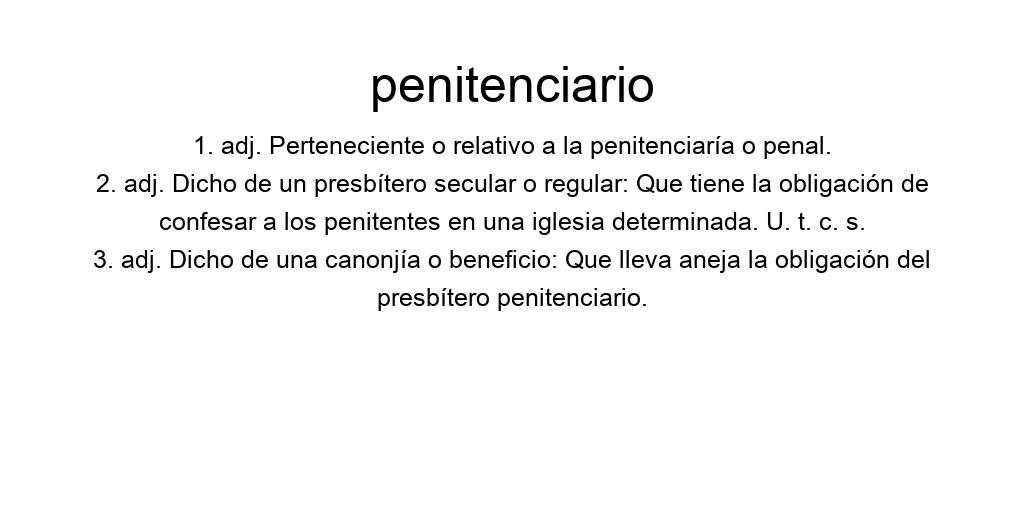 penitenciario
1. adj. Perteneciente o relativo a la penitenciaría o penal.
2. adj. Dicho de un presbítero secular o regular: Que tiene la obligación de
confesar a los penitentes en una iglesia determinada. U. t. c. s.
3. adj. Dicho de una canonjía o beneficio: Que lleva aneja la obligación del
presbítero penitenciario.